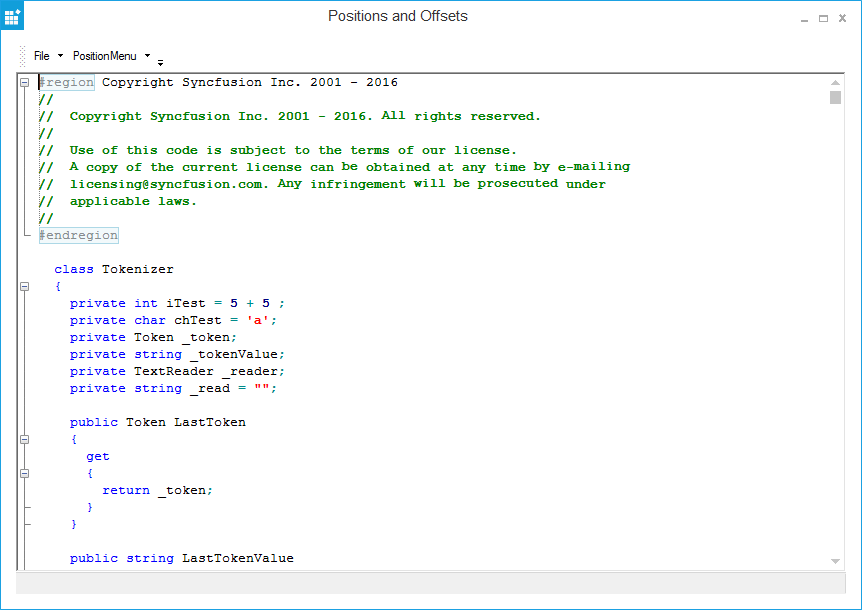 Positions and Offsets
File PositionMenu
#region Copyright Syncfusion Inc. 2001 - 2016
//
//  Copyright Syncfusion Inc. 2001 - 2016. All rights reserved.
//
//  Use of this code is subject to the terms of our license.
//  A copy of the current license can be obtained at any time by e-mailing
//  licensing@syncfusion.com. Any infringement will be prosecuted under
//  applicable laws.
//
#endregion
class Tokenizer
{
private int iTest = 5 + 5 ;
private char chTest = 'a';
private Token _token;
private string _tokenValue;
private TextReader _reader;
private string _read = "";
public Token LastToken
{
get
{
return _token;
}
}
public string LastTokenValue